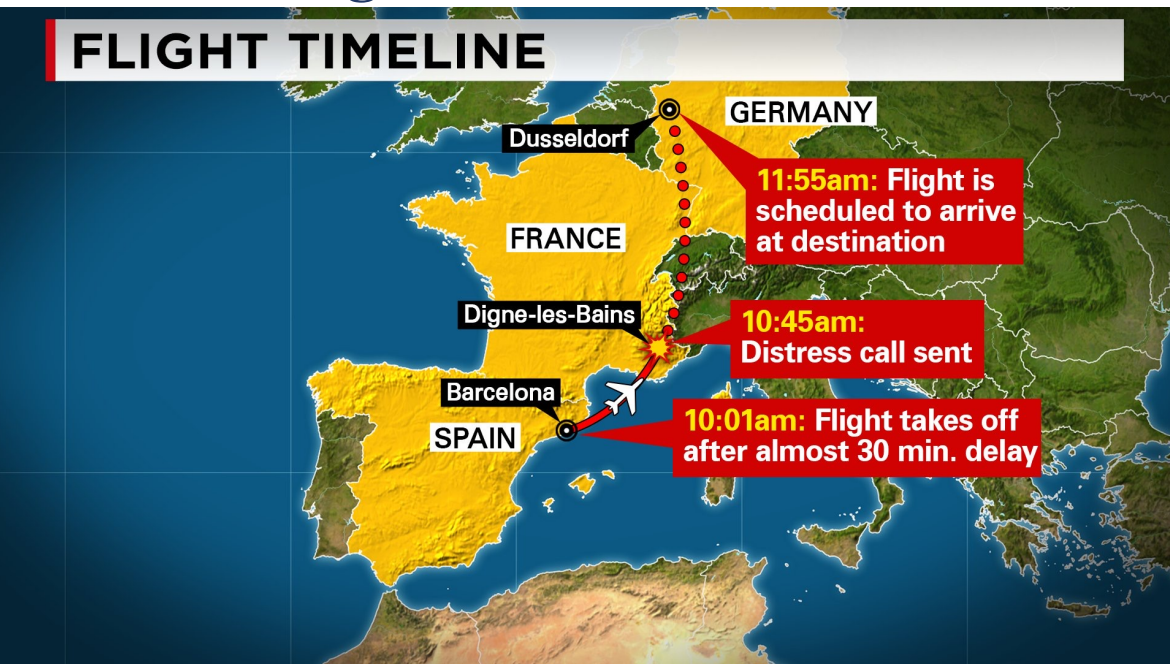 FLIGHT TIMELINE
GERMANY
Dusseldorf
11:55am: Flight is
scheduled to arrive
at destination
FRANCE
Digne-les-Bains
10:45am:
Distress call sent
Barcelona
SPAIN
10:01am: Flight takes off
after almost 30 min. delay